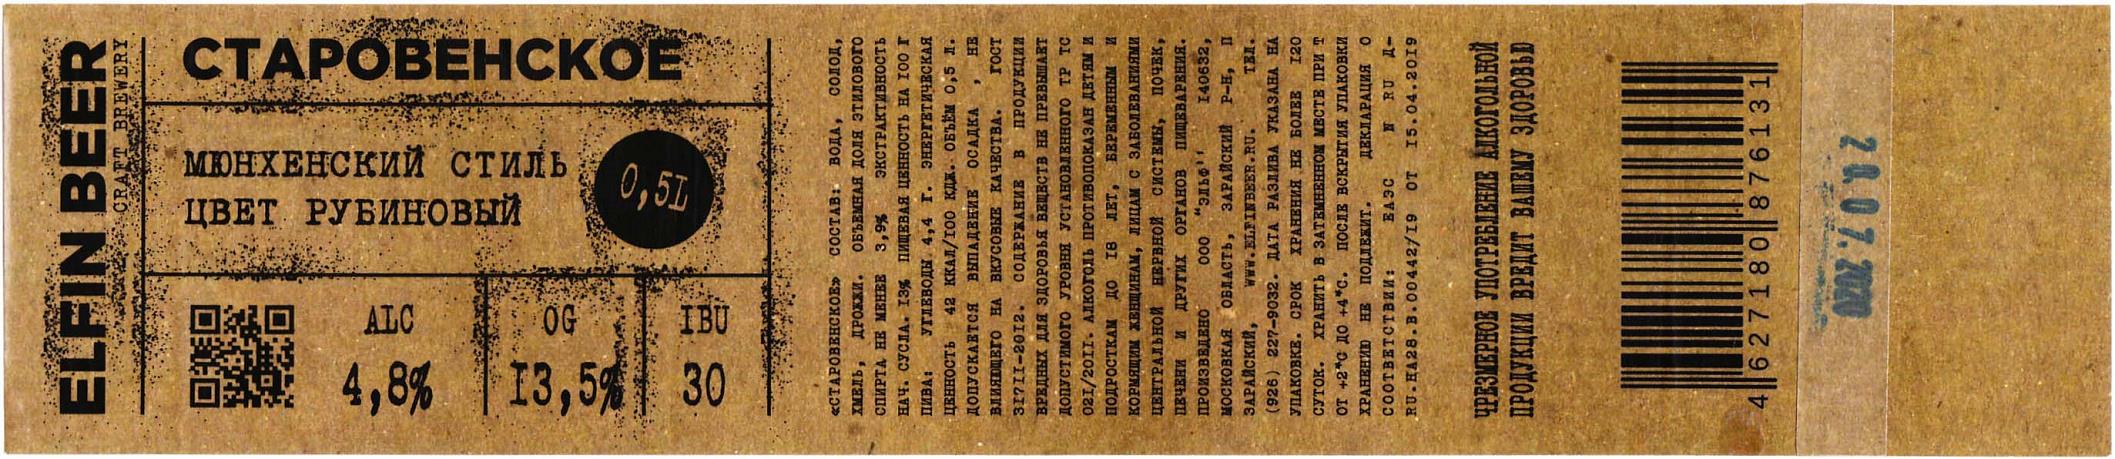 ELFIN BEER
CRAFT BREWERY
СТАРОВЕНСКОЕ
МЮНХЕНСКИЙ СТИЛЬ
ЦВЕТ РУБИНОВЫЙ
0,5L
ALC
4,8%
OG
13,5%
IBU
30
«СТАРОВЕНСКОЕ» СОСТАВ: ВОДА, СОЛОД,
ХМЕЛЬ, ДРОЖЖИ. ОБЪЕМНАЯ ДОЛЯ ЭТИЛОВОГО
СПИРТА НЕ МЕНЕЕ 3,9% ЭКСТРАКТИВНОСТЬ
НАЧ. СУСЛА. 13% ПИЩЕВАЯ ЦЕННОСТЬ НА 100 Г
ПИВА: УГЛЕВОДЫ 4,4 Г. ЭНЕРГЕТИЧЕСКАЯ
ЦЕННОСТЬ 42 ККАЛ/100 КДЖ. ОБЪЁМ 0,5 Л.
ДОПУСКАЕТСЯ ВЫПАДЕНИЕ ОСАДКА , НЕ
ВЛИЯЮЩЕГО НА ВКУСОВЫЕ КАЧЕСТВА. ГОСТ
31711-2012. СОДЕРЖАНИЕ В ПРОДУКЦИИ
ВРЕДНЫХ ДЛЯ ЗДОРОВЬЯ ВЕЩЕСТВ НЕ ПРЕВЫШАЕТ
ДОПУСТИМОГО УРОВНЯ УСТАНОВЛЕННОГО ТР ТС
021/2011. АЛКОГОЛЬ ПРОТИВОПОКАЗАН ДЕТЯМ И
ПОДРОСТКАМ ДО 18 ЛЕТ, БЕРЕМЕННЫМ И
КОРМЯЩИМ ЖЕНЩИНАМ, ЛИЦАМ С ЗАБОЛЕВАНИЯМИ
ЦЕНТРАЛЬНОЙ НЕРВНОЙ СИСТЕМЫ, ПОЧЕК,
ПЕЧЕНИ И ДРУГИХ ОРГАНОВ ПИЩЕВАРЕНИЯ.
ПРОИЗВЕДЕНО ООО "ЭЛЬФ'' 140632,
МОСКОВКАЯ ОБЛАСТЬ, ЗАРАЙСКИЙ Р-Н, П
ЗАРАЙСКИЙ, WWW.ELFINBEER.RU. ТЕЛ.
(926) 227-9032. ДАТА РАЗЛИВА УКАЗАНА НА
УПАКОВКЕ. СРОК ХРАНЕНИЯ НЕ БОЛЕЕ 120
СУТОК. ХРАНИТЬ В ЗАТЕМНЕННОМ МЕСТЕ ПРИ Т
ОТ +2°С ДО +4°С. ПОСЛЕ ВСКРЫТИЯ УПАКОВКИ
ХРАНЕНИЮ НЕ ПОДЛЕЖИТ. ДЕКЛАРАЦИЯ О
СООТВЕТСТВИИ: ЕАЭС N RU Д-
RU.НА28.В.00442/19 ОТ 15.04.2019
ЧРЕЗМЕРНОЕ УПОТРЕБЛЕНИЕ АЛКОГОЛЬНОЙ
ПРОДУКЦИИ ВРЕДИТ ВАШЕМУ ЗДОРОВЬЮ
4 627180 876131
20.07.2020